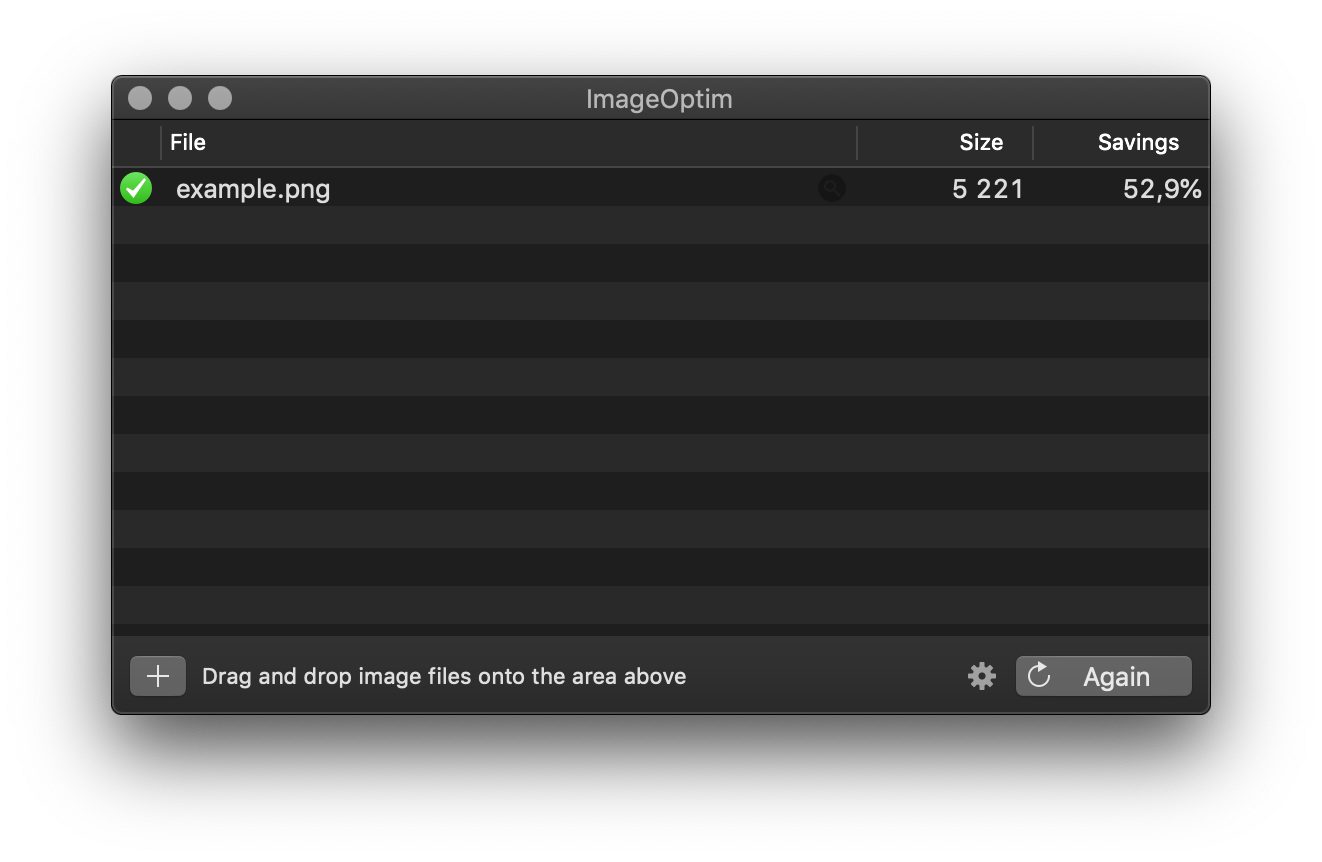 ImageOptim
File Size Savings
example.png 5 221 52,9%
Drag and drop image files onto the area above Again